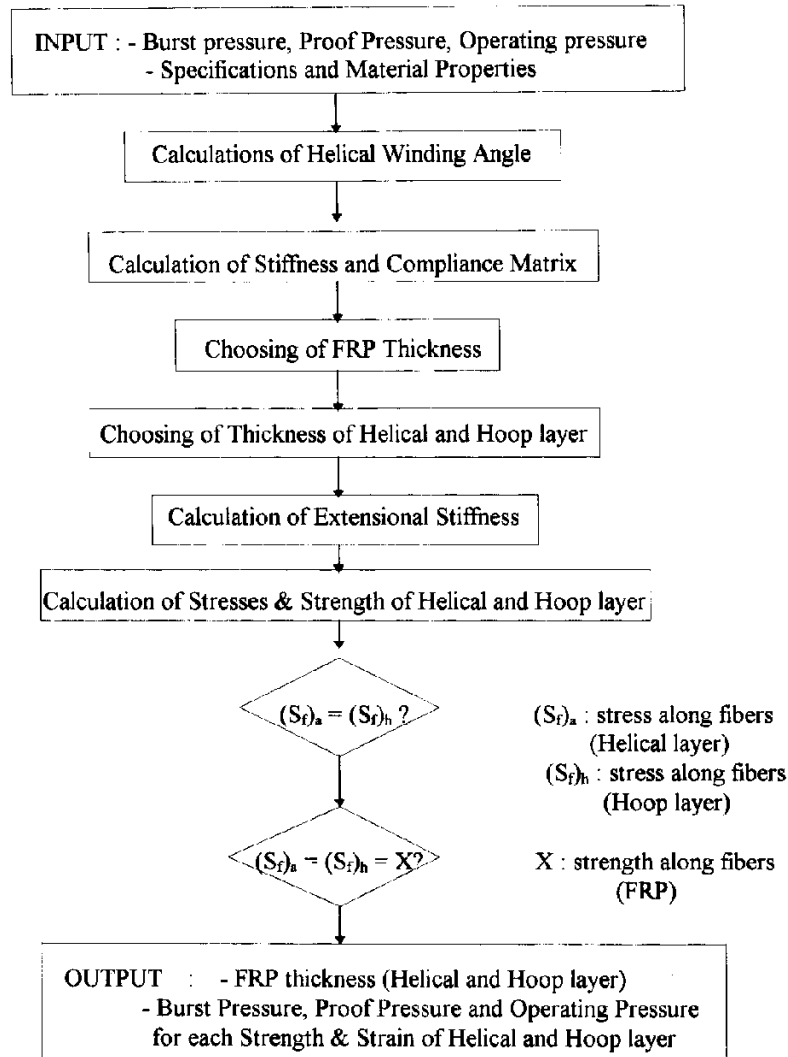 INPUT : - Burst pressure, Proof Pressure, Operating pressure
- Specifications and Material Properties
Calculations of Helical Winding Angle
Calculation of Stiffness and Compliance Matrix
Choosing of FRP Thickness
Choosing of Thickness of Helical and Hoop layer
Calculation of Extensional Stiffness
Calculation of Stresses & Strength of Helical and Hoop layer
(Sf)a = (Sf)h ?
(Sf)a : stress along fibers
(Helical layer)
(Sf)h : stress along fibers
(Hoop layer)
(Sf)a = (Sf)h = X?
X : strength along fibers
(FRP)
OUTPUT : - FRP thickness (Helical and Hoop layer)
- Burst Pressure, Proof Pressure and Operating Pressure
for each Strength & Strain of Helical and Hoop layer